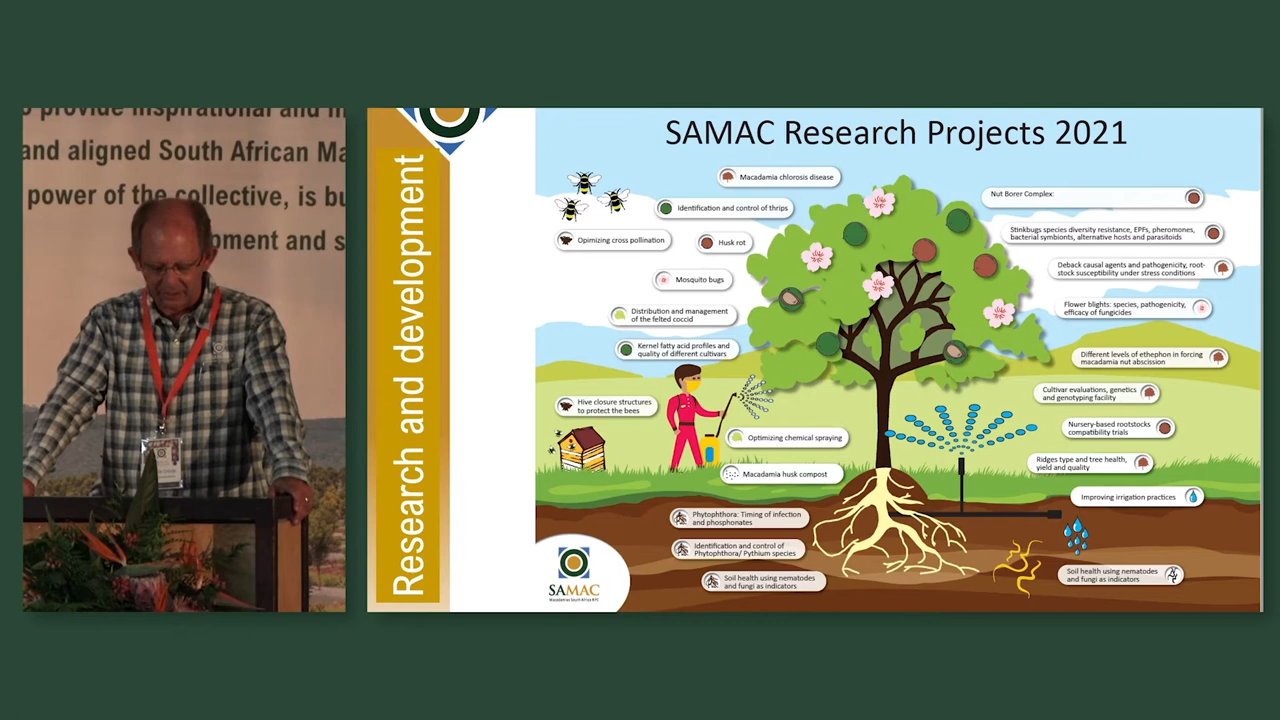 o provide inspirational and
and aligned South African Ma
power of the collective, is bu
pment and s
Research and development
SAMAC Research Projects 2021
Macadamia chlorosis disease
Identification and control of thrips
Opimizing cross pollination
Husk rot
Mosquito bugs
Distribution and management
of the felted coccid
Kernel fatty acid profiles and
quality of different cultivars
Hive closure structures
to protect the bees
Optimizing chemical spraying
Macadamia husk compost
Phytophthora: Timing of infection
and phosphonates
Identification and control of
Phytophthora/ Pythium species
Soil health using nematodes
and fungi as indicators
Nut Borer Complex:
Stinkbugs species diversity resistance, EPFs, pheromones,
bacterial symbionts, alternative hosts and parasitoids
Deback causal agents and pathogenicity, root-
stock susceptibility under stress conditions
Flower blights: species, pathogenicity,
efficacy of fungicides
Different levels of ethephon in forcing
macadamia nut abscission
Cultivar evaluations, genetics
and genotyping facility
Nursery-based rootstocks
compatibility trials
Ridges type and tree health,
yield and quality
Improving irrigation practices
Soil health using nematodes
and fungi as indicators
SAMAC
Macadamias South Africa NPC